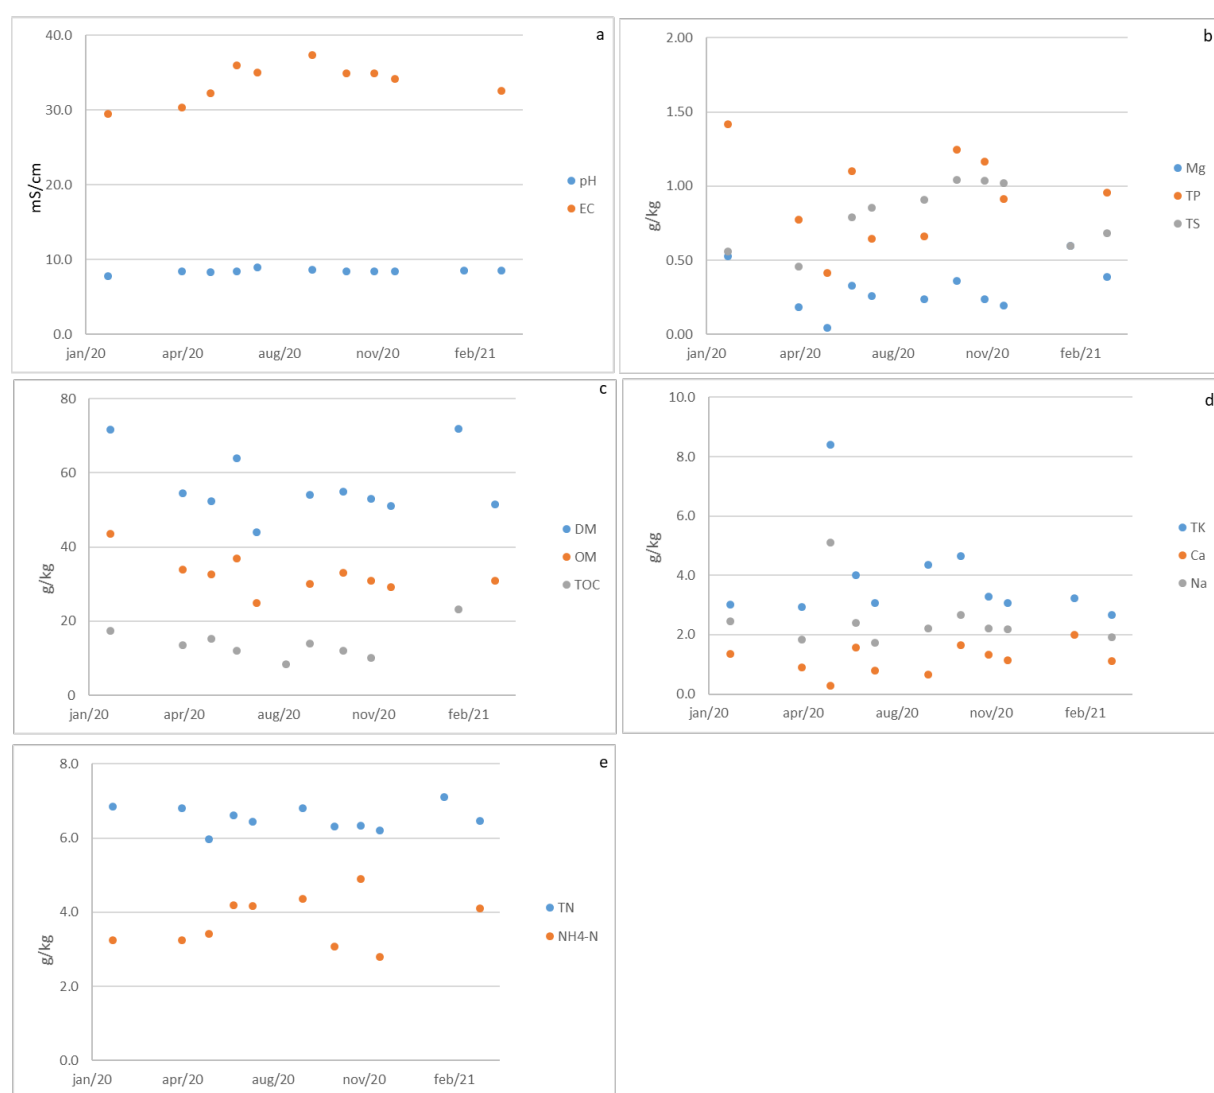 a
40.0
30.0
20.0
10.0
0.0
mS/cm
jan/20 apr/20 aug/20 nov/20 feb/21
pH
EC
b
2.00
1.50
1.00
0.50
0.00
g/kg
jan/20 apr/20 aug/20 nov/20 feb/21
Mg
TP
TS
c
80
60
40
20
0
g/kg
jan/20 apr/20 aug/20 nov/20 feb/21
DM
OM
TOC
d
10.0
8.0
6.0
4.0
2.0
0.0
g/kg
jan/20 apr/20 aug/20 nov/20 feb/21
TK
Ca
Na
e
8.0
6.0
4.0
2.0
0.0
g/kg
jan/20 apr/20 aug/20 nov/20 feb/21
TN
NH4-N